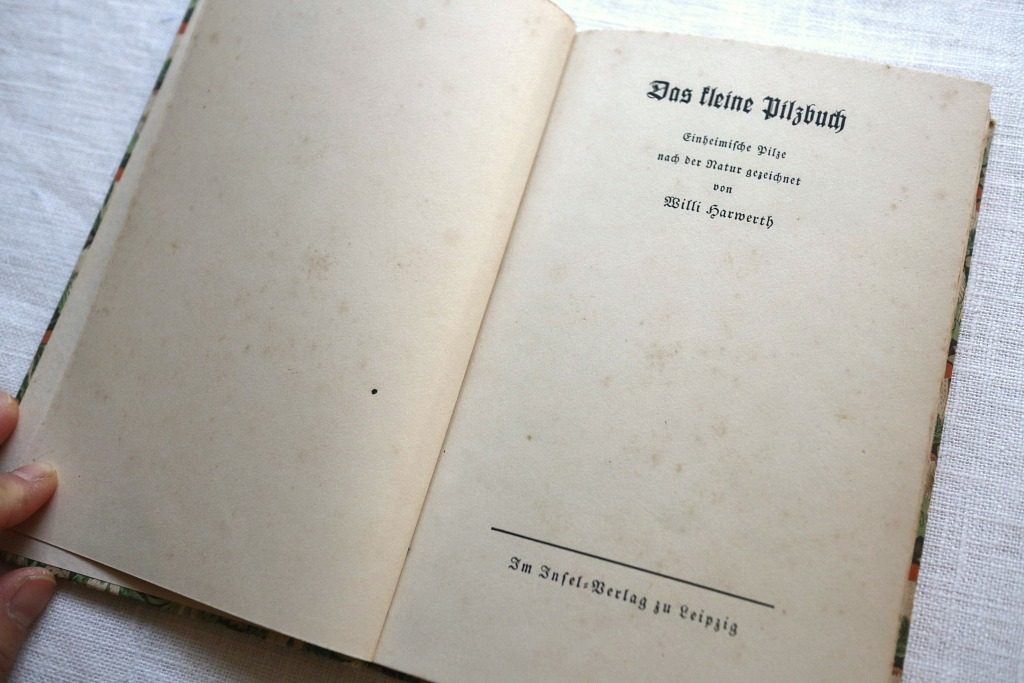 Das kleine Pilzbuch
Einheimiſche Pilze
nach der Natur gezeichnet
von
Willi Harwerth
Im Inſel-Verlag zu Leipzig